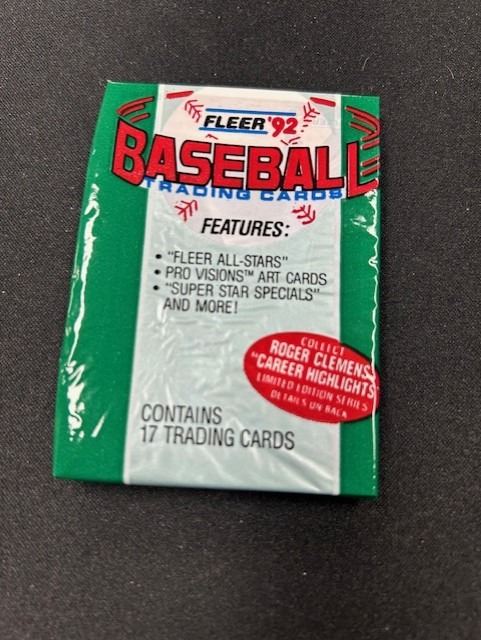 FLEER '92
BASEBALL
TRADING CARDS
FEATURES:
• "FLEER ALL-STARS"
• PRO VISIONS™ ART CARDS
• "SUPER STAR SPECIALS"
AND MORE!
COLLECT
ROGER CLEMENS
"CAREER HIGHLIGHTS
LIMITED EDITION SERIES
DETAILS ON BACK
CONTAINS
17 TRADING CARDS